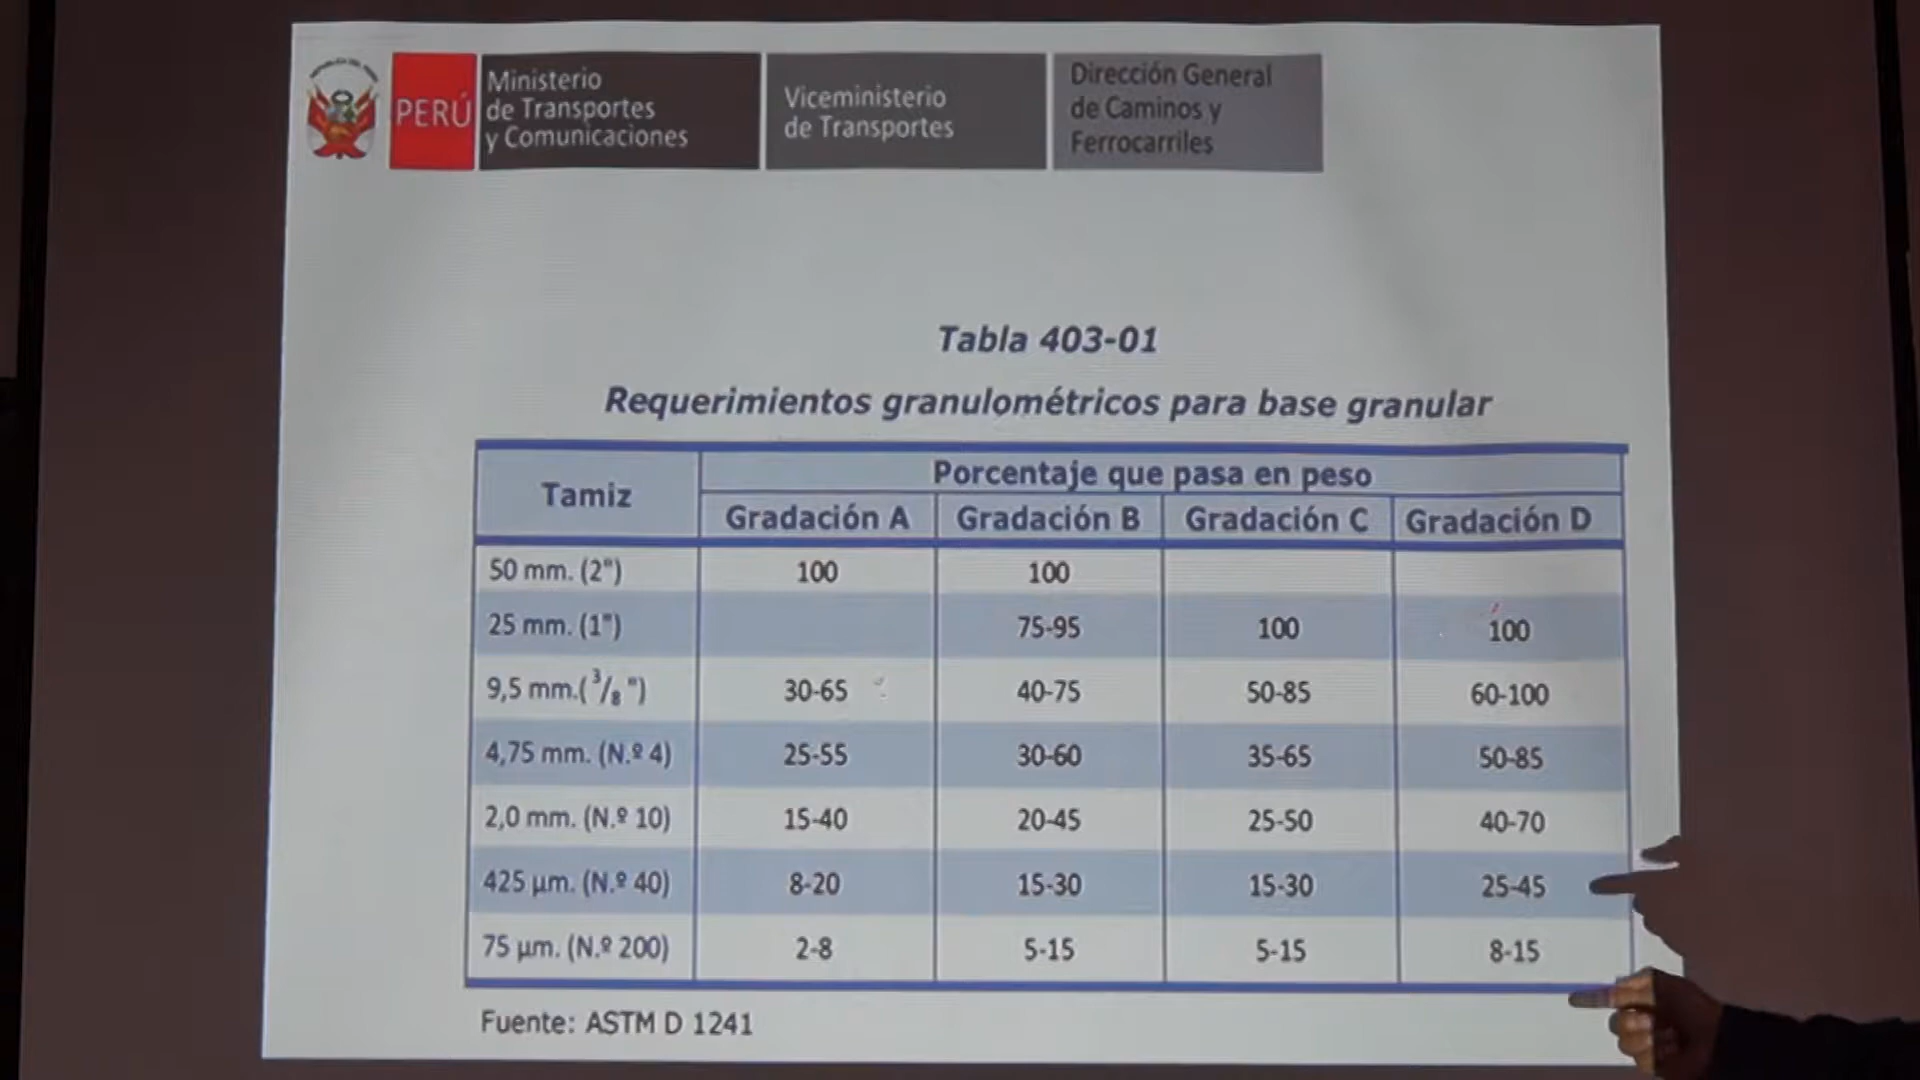 PERÚ
Ministerio
de Transportes
y Comunicaciones
Viceministerio
de Transportes
Dirección General
de Caminos y
Ferrocarriles
Tabla 403-01
Requerimientos granulométricos para base granular
Tamiz Porcentaje que pasa en peso
Gradación A Gradación B Gradación C Gradación D
50 mm. (2") 100 100
25 mm. (1") 75-95 100 100
9,5 mm.(3/8 ") 30-65 40-75 50-85 60-100
4,75 mm. (N.º 4) 25-55 30-60 35-65 50-85
2,0 mm. (N.º 10) 15-40 20-45 25-50 40-70
425 µm. (N.º 40) 8-20 15-30 15-30 25-45
75 µm. (N.º 200) 2-8 5-15 5-15 8-15
Fuente: ASTM D 1241